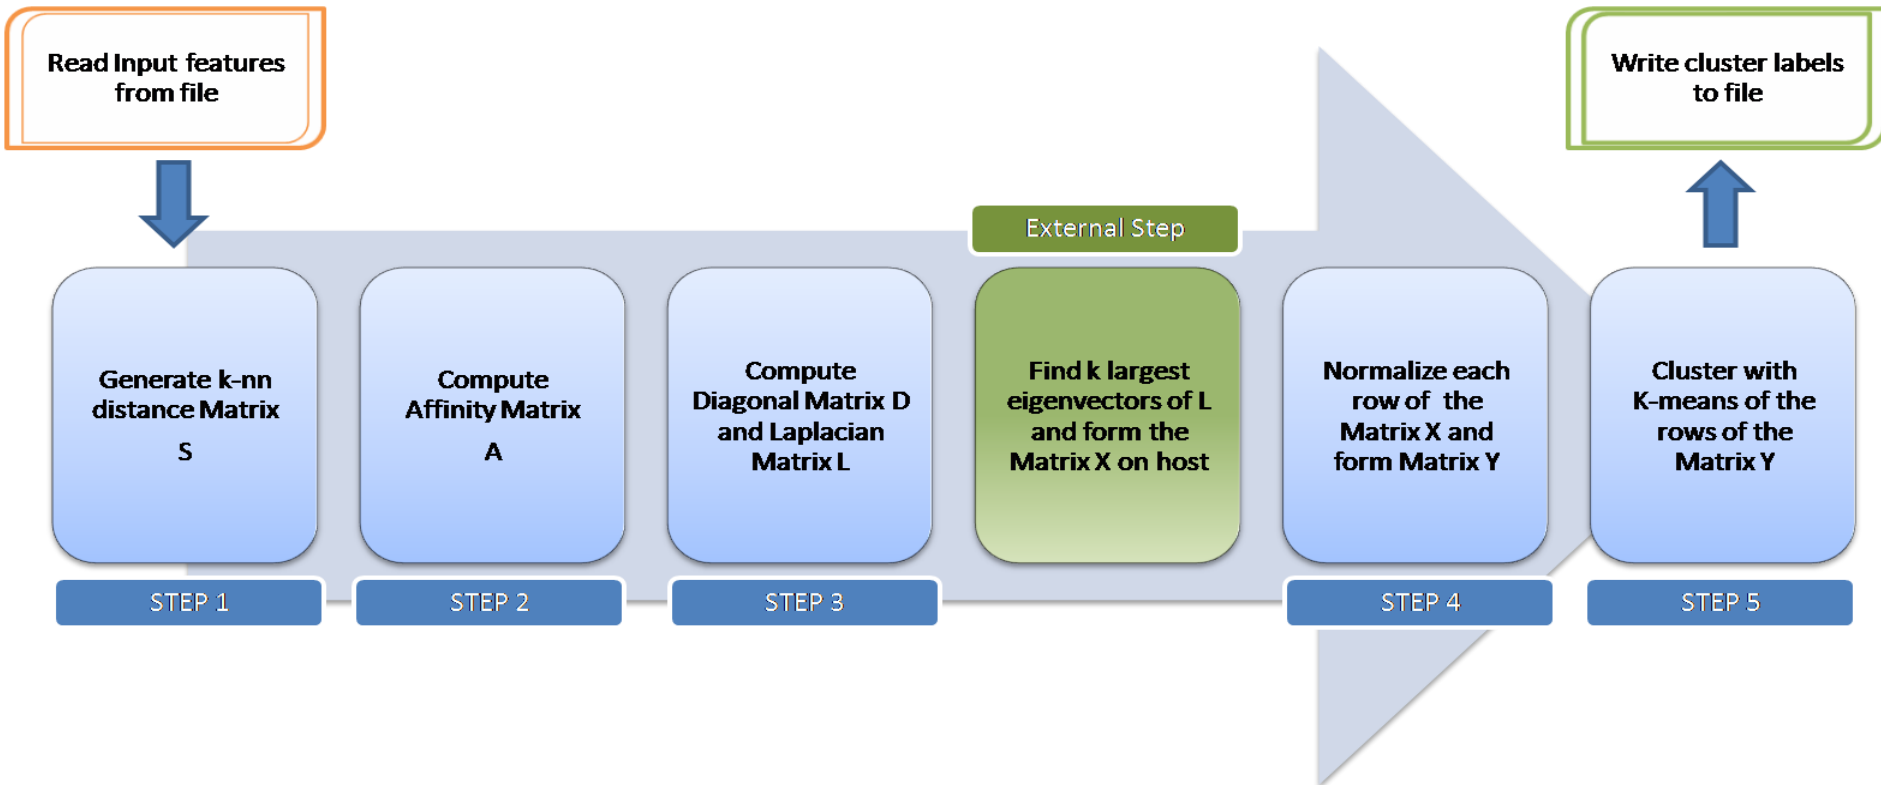 Read Input features
from file
Write cluster labels
to file
External Step
Generate k-nn
distance Matrix
S
Compute
Affinity Matrix
A
Compute
Diagonal Matrix D
and Laplacian
Matrix L
Find k largest
eigenvectors of L
and form the
Matrix X on host
Normalize each
row of the
Matrix X and
form Matrix Y
Cluster with
K-means of the
rows of the
Matrix Y
STEP 1
STEP 2
STEP 3
STEP 4
STEP 5